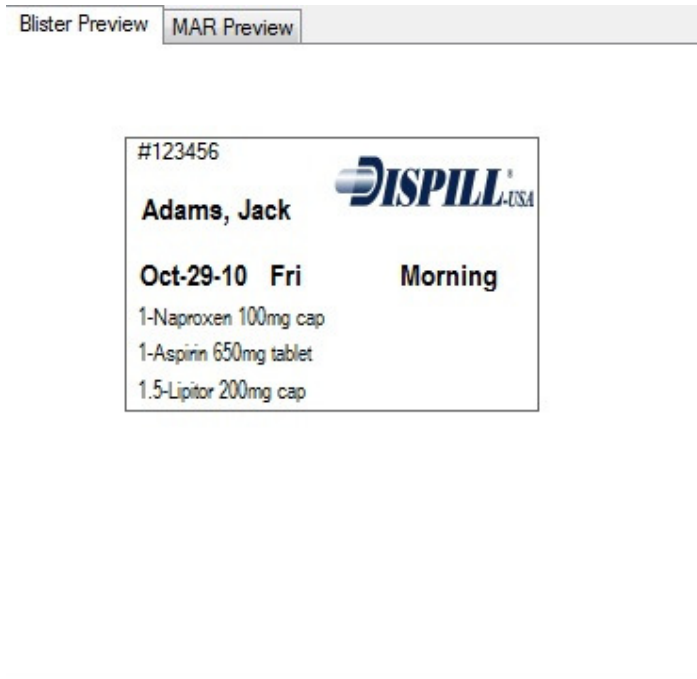 Blister Preview MAR Preview
#123456
DISPILL®-USA
Adams, Jack
Oct-29-10 Fri Morning
1-Naproxen 100mg cap
1-Aspirin 650mg tablet
1.5-Lipitor 200mg cap